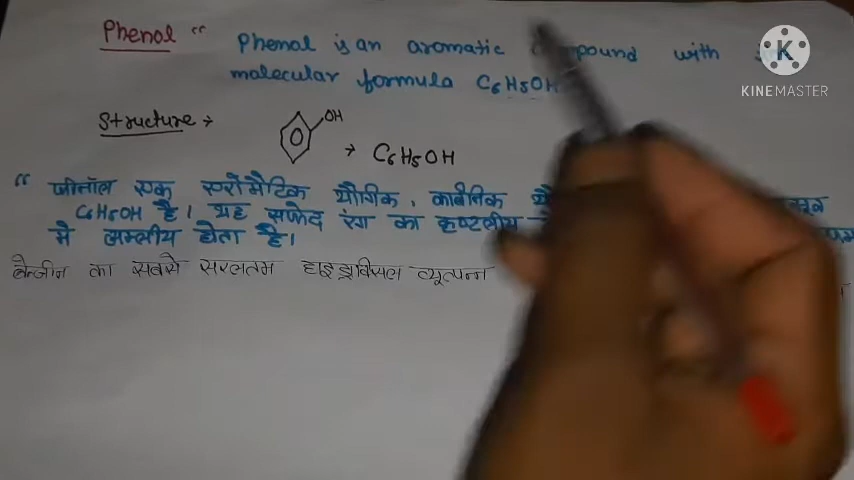 Phenol “ Phenol is an aromatic compound with
molecular formula C6H5OH
Structure → OH
→ C6H5OH
“ फीनॉल एक एरोमैटिक यौगिक, कार्बनिक
C6H5OH है। यह सफेद रंग का कृष्टलीय
मे अम्लीय होता है।
बेन्जीन का सबसे सरलतम हाइड्राक्सिल व्यूत्पन्न
K
KINEMASTER